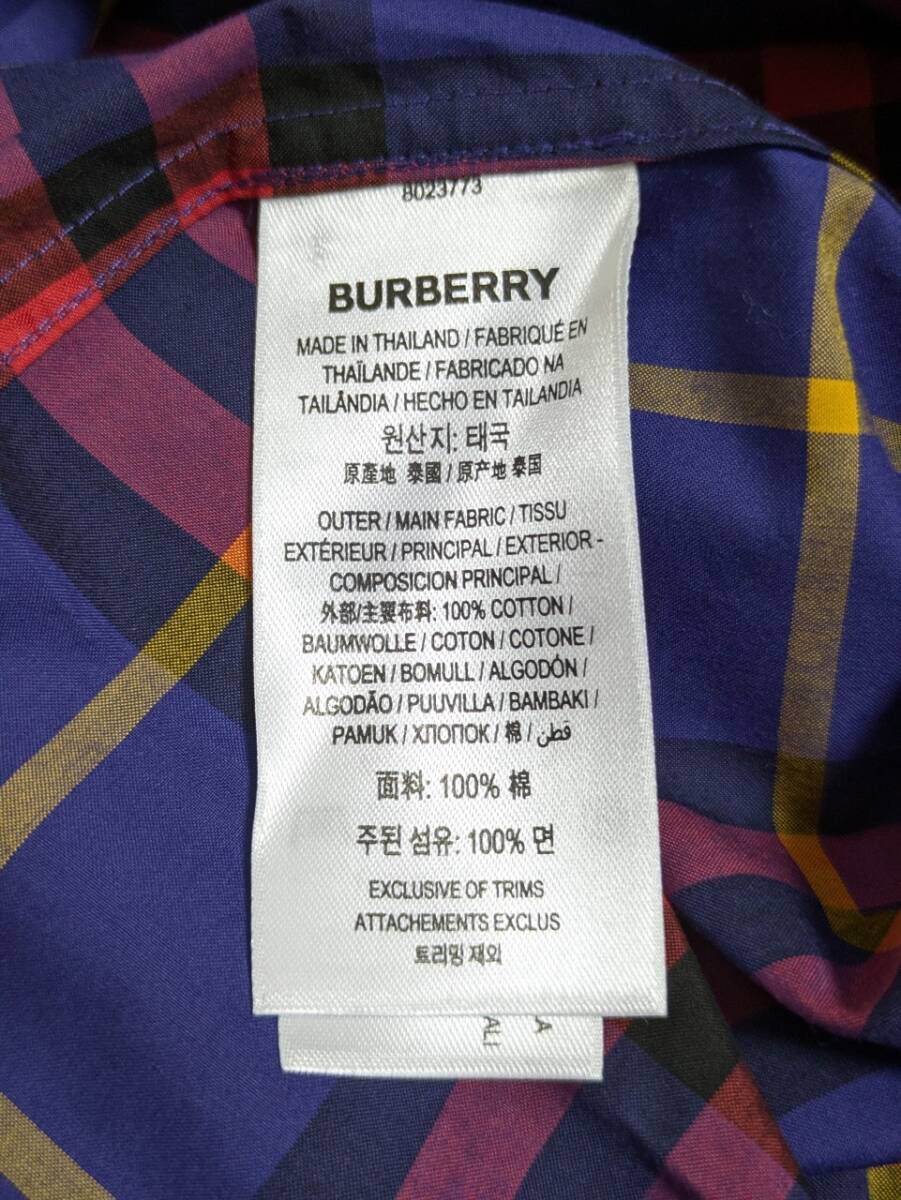 8023773
BURBERRY
MADE IN THAILAND / FABRIQUÉ EN
THAÏLANDE / FABRICADO NA
TAILÂNDIA / HECHO EN TAILANDIA
원산지: 태국
原產地 泰國 / 原产地 泰国
OUTER / MAIN FABRIC / TISSU
EXTÉRIEUR / PRINCIPAL / EXTERIOR -
COMPOSICION PRINCIPAL /
外部/主要布料: 100% COTTON /
BAUMWOLLE / COTON / COTONE /
KATOEN / BOMULL / ALGODÓN /
ALGODÃO / PUUVILLA / BAMBAKI /
PAMUK / ХЛОПОК / 棉 / قطن
面料: 100% 棉
주된 섬유: 100% 면
EXCLUSIVE OF TRIMS
ATTACHEMENTS EXCLUS
트리밍 제외